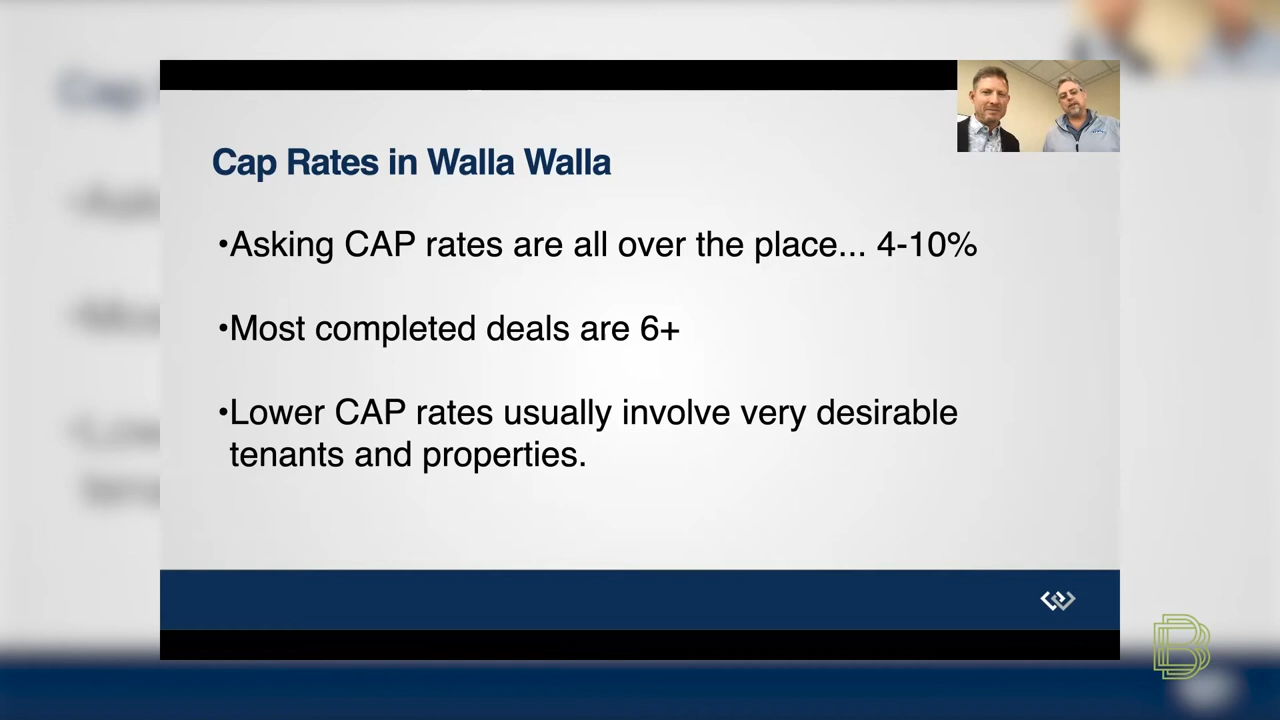 Cap Rates in Walla Walla
•Asking CAP rates are all over the place... 4-10%
•Most completed deals are 6+
•Lower CAP rates usually involve very desirable
tenants and properties.